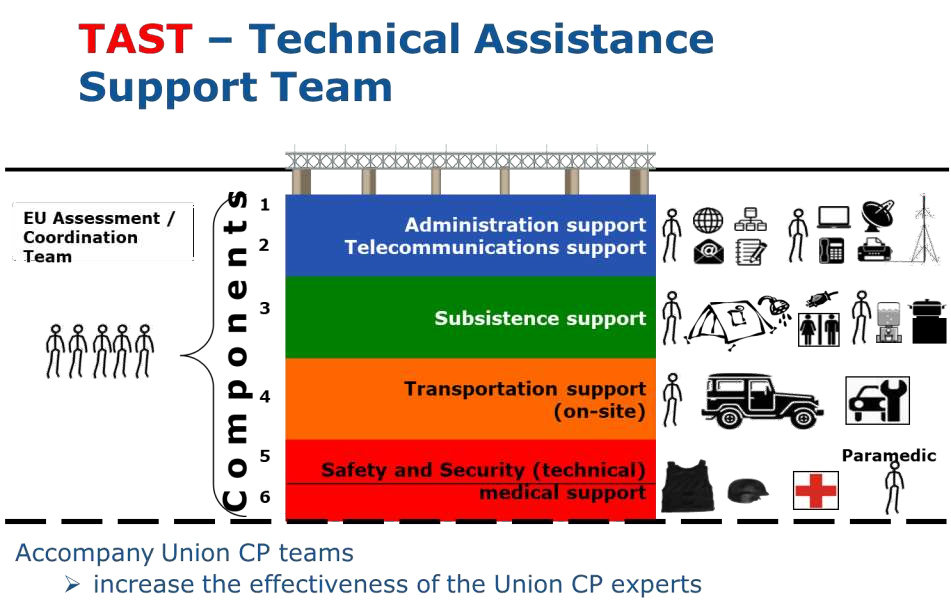 TAST – Technical Assistance
Support Team
EU Assessment /
Coordination
Team
Components
1
2
3
4
5
6
Administration support
Telecommunications support
Subsistence support
Transportation support
(on-site)
Safety and Security (technical)
medical support
Paramedic
Accompany Union CP teams
➢ increase the effectiveness of the Union CP experts